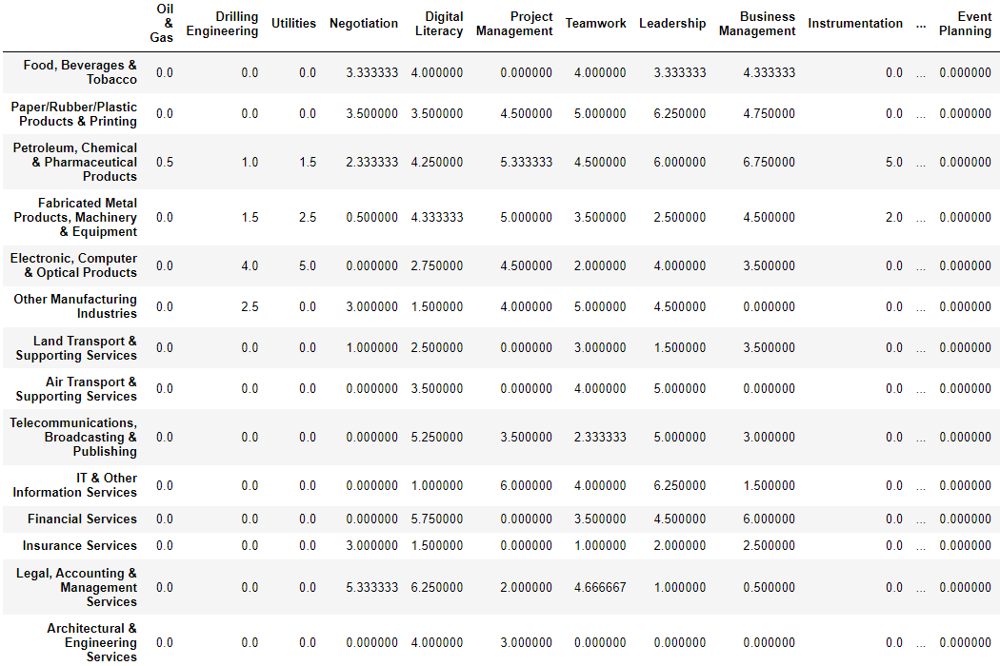 Oil & Gas Drilling Engineering Utilities Negotiation Digital Literacy Project Management Teamwork Leadership Business Management Instrumentation ... Event Planning
Food, Beverages & Tobacco 0.0 0.0 0.0 3.333333 4.000000 0.000000 4.000000 3.333333 4.333333 0.0 ... 0.000000
Paper/Rubber/Plastic Products & Printing 0.0 0.0 0.0 3.500000 3.500000 4.500000 5.000000 6.250000 4.750000 0.0 ... 0.000000
Petroleum, Chemical & Pharmaceutical Products 0.5 1.0 1.5 2.333333 4.250000 5.333333 4.500000 6.000000 6.750000 5.0 ... 0.000000
Fabricated Metal Products, Machinery & Equipment 0.0 1.5 2.5 0.500000 4.333333 5.000000 3.500000 2.500000 4.500000 2.0 ... 0.000000
Electronic, Computer & Optical Products 0.0 4.0 5.0 0.000000 2.750000 4.500000 2.000000 4.000000 3.500000 0.0 ... 0.000000
Other Manufacturing Industries 0.0 2.5 0.0 3.000000 1.500000 4.000000 5.000000 4.500000 0.000000 0.0 ... 0.000000
Land Transport & Supporting Services 0.0 0.0 0.0 1.000000 2.500000 0.000000 3.000000 1.500000 3.500000 0.0 ... 0.000000
Air Transport & Supporting Services 0.0 0.0 0.0 0.000000 3.500000 0.000000 4.000000 5.000000 0.000000 0.0 ... 0.000000
Telecommunications, Broadcasting & Publishing 0.0 0.0 0.0 0.000000 5.250000 3.500000 2.333333 5.000000 3.000000 0.0 ... 0.000000
IT & Other Information Services 0.0 0.0 0.0 0.000000 1.000000 6.000000 4.000000 6.250000 1.500000 0.0 ... 0.000000
Financial Services 0.0 0.0 0.0 0.000000 5.750000 0.000000 3.500000 4.500000 6.000000 0.0 ... 0.000000
Insurance Services 0.0 0.0 0.0 3.000000 1.500000 0.000000 1.000000 2.000000 2.500000 0.0 ... 0.000000
Legal, Accounting & Management Services 0.0 0.0 0.0 5.333333 6.250000 2.000000 4.666667 1.000000 0.500000 0.0 ... 0.000000
Architectural & Engineering Services 0.0 0.0 0.0 0.000000 4.000000 3.000000 0.000000 0.000000 0.000000 0.0 ... 0.000000